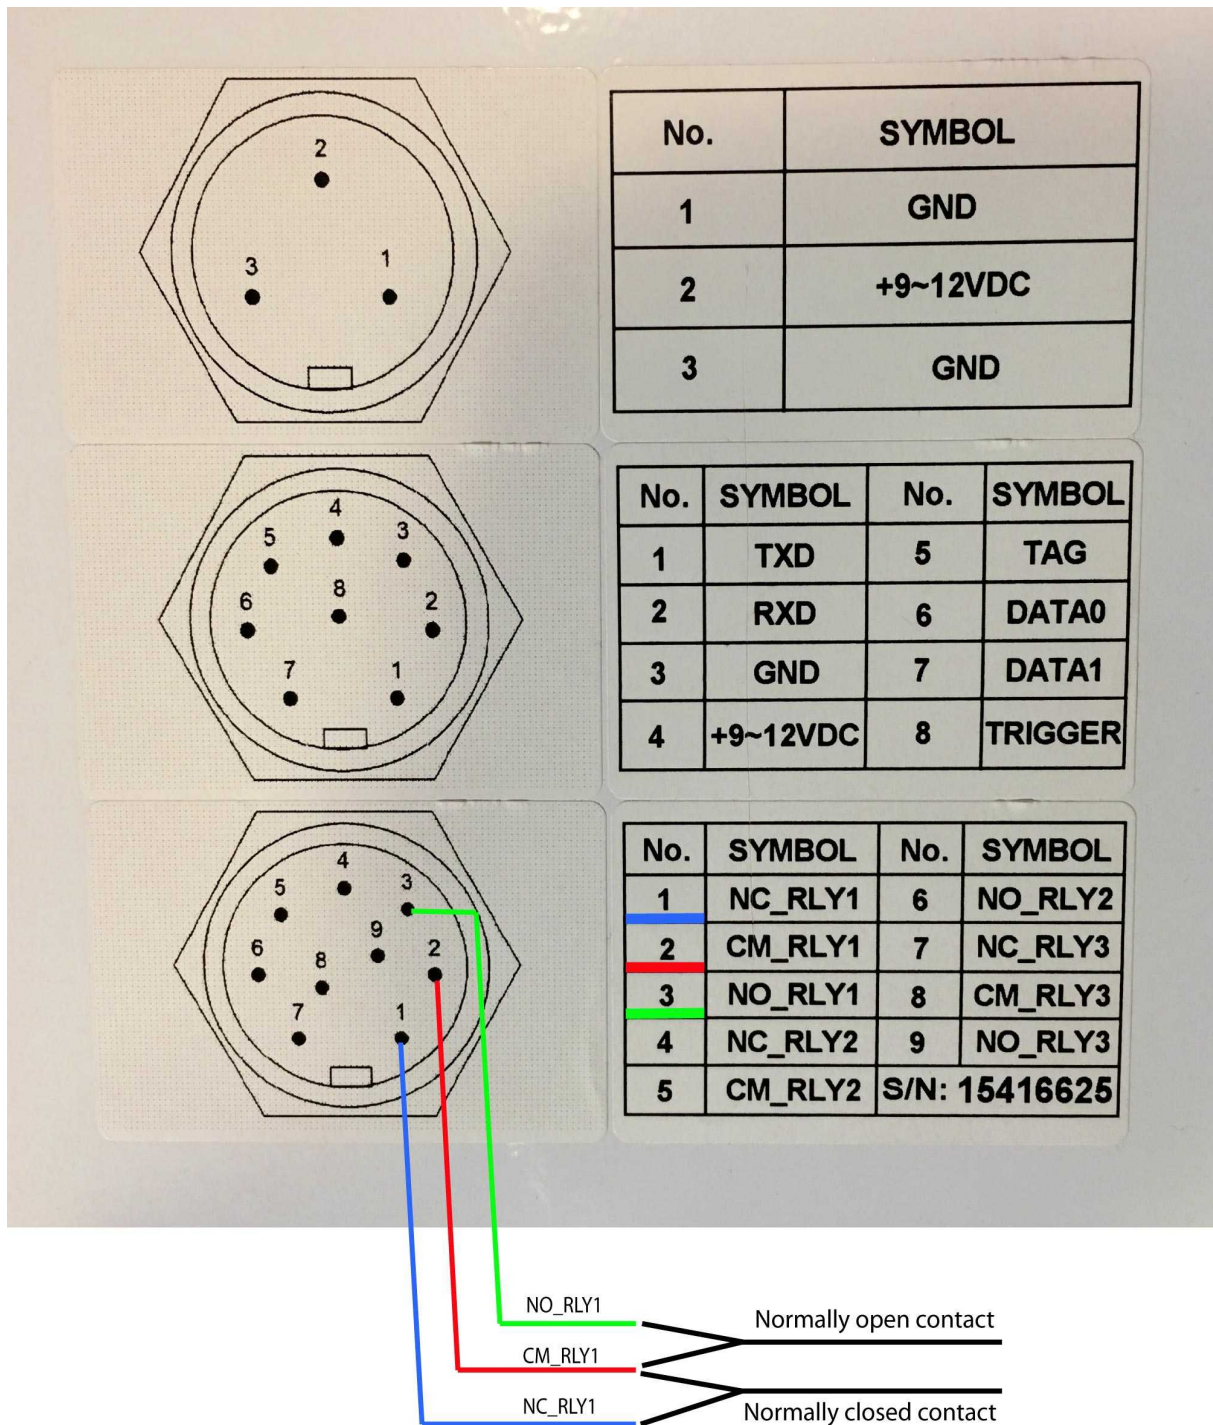 2
3 1
No. SYMBOL
1 GND
2 +9~12VDC
3 GND
4
5 3
8
6 2
7 1
No. SYMBOL No. SYMBOL
1 TXD 5 TAG
2 RXD 6 DATA0
3 GND 7 DATA1
4 +9~12VDC 8 TRIGGER
4
5 3
9
6 8 2
7 1
No. SYMBOL No. SYMBOL
1 NC_RLY1 6 NO_RLY2
2 CM_RLY1 7 NC_RLY3
3 NO_RLY1 8 CM_RLY3
4 NC_RLY2 9 NO_RLY3
5 CM_RLY2 S/N: 15416625
NO_RLY1
Normally open contact
CM_RLY1
NC_RLY1
Normally closed contact